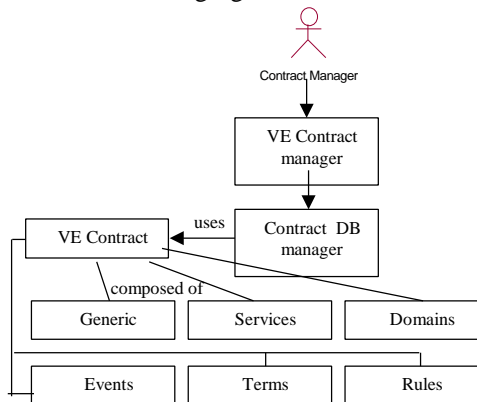 Contract Manager
VE Contract
manager
uses
Contract DB
manager
VE Contract
composed of
Generic
Services
Domains
Events
Terms
Rules